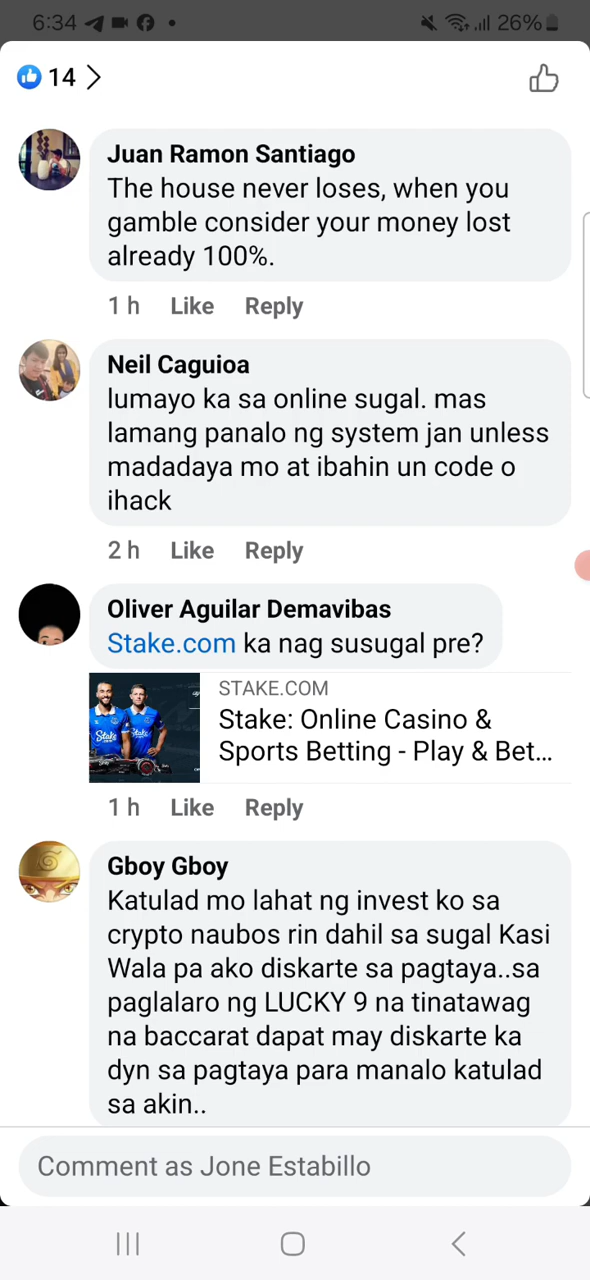 6:34
26%
14
Juan Ramon Santiago
The house never loses, when you
gamble consider your money lost
already 100%.
1 h Like Reply
Neil Caguioa
lumayo ka sa online sugal. mas
lamang panalo ng system jan unless
madadaya mo at ibahin un code o
ihack
2 h Like Reply
Oliver Aguilar Demavibas
Stake.com ka nag susugal pre?
STAKE.COM
Stake: Online Casino &
Sports Betting - Play & Bet...
Stake
Stake
1 h Like Reply
Gboy Gboy
Katulad mo lahat ng invest ko sa
crypto naubos rin dahil sa sugal Kasi
Wala pa ako diskarte sa pagtaya..sa
paglalaro ng LUCKY 9 na tinatawag
na baccarat dapat may diskarte ka
dyn sa pagtaya para manalo katulad
sa akin..
Comment as Jone Estabillo